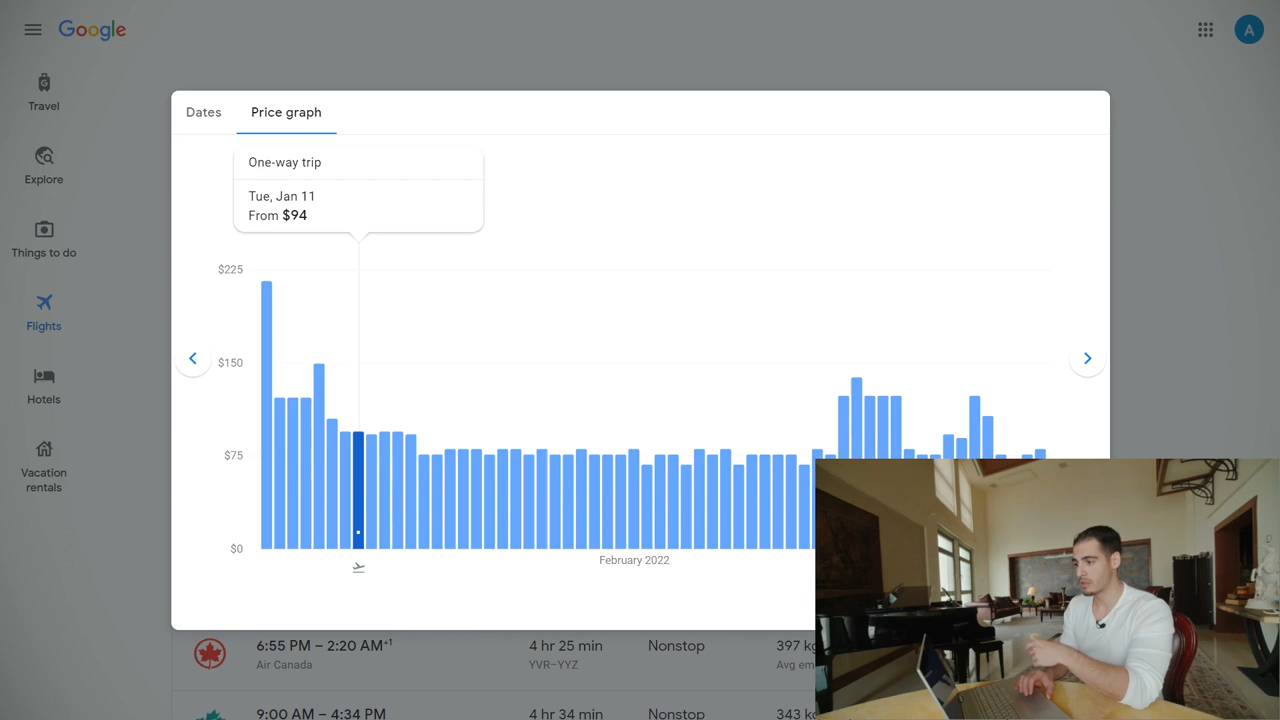 Google
A
Travel
Explore
Things to do
Flights
Hotels
Vacation
rentals
Dates
Price graph
One-way trip
Tue, Jan 11
From $94
$225
$150
$75
$0
February 2022
6:55 PM – 2:20 AM+1
4 hr 25 min
Nonstop
397 kg
Air Canada
YVR–YYZ
Avg em
9:00 AM – 4:34 PM
4 hr 34 min
Nonstop
343 kg